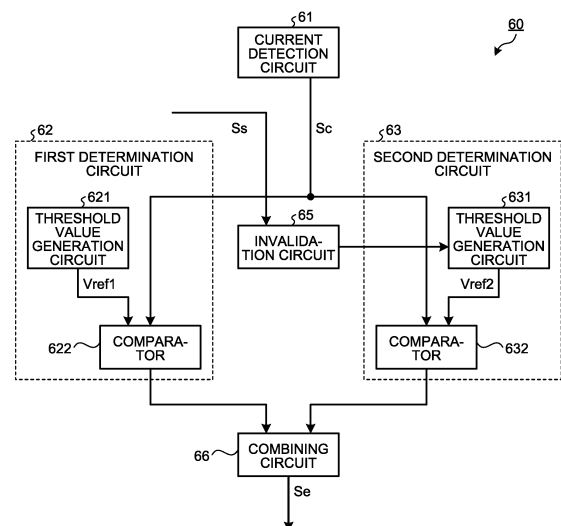 61
60
CURRENT
DETECTION
CIRCUIT
62
Ss
Sc
63
FIRST DETERMINATION
CIRCUIT
SECOND DETERMINATION
CIRCUIT
621
THRESHOLD
VALUE
GENERATION
CIRCUIT
65
INVALIDA-
TION CIRCUIT
631
THRESHOLD
VALUE
GENERATION
CIRCUIT
Vref1
Vref2
COMPARA-
TOR
622
COMPARA-
TOR
632
COMBINING
CIRCUIT
66
Se